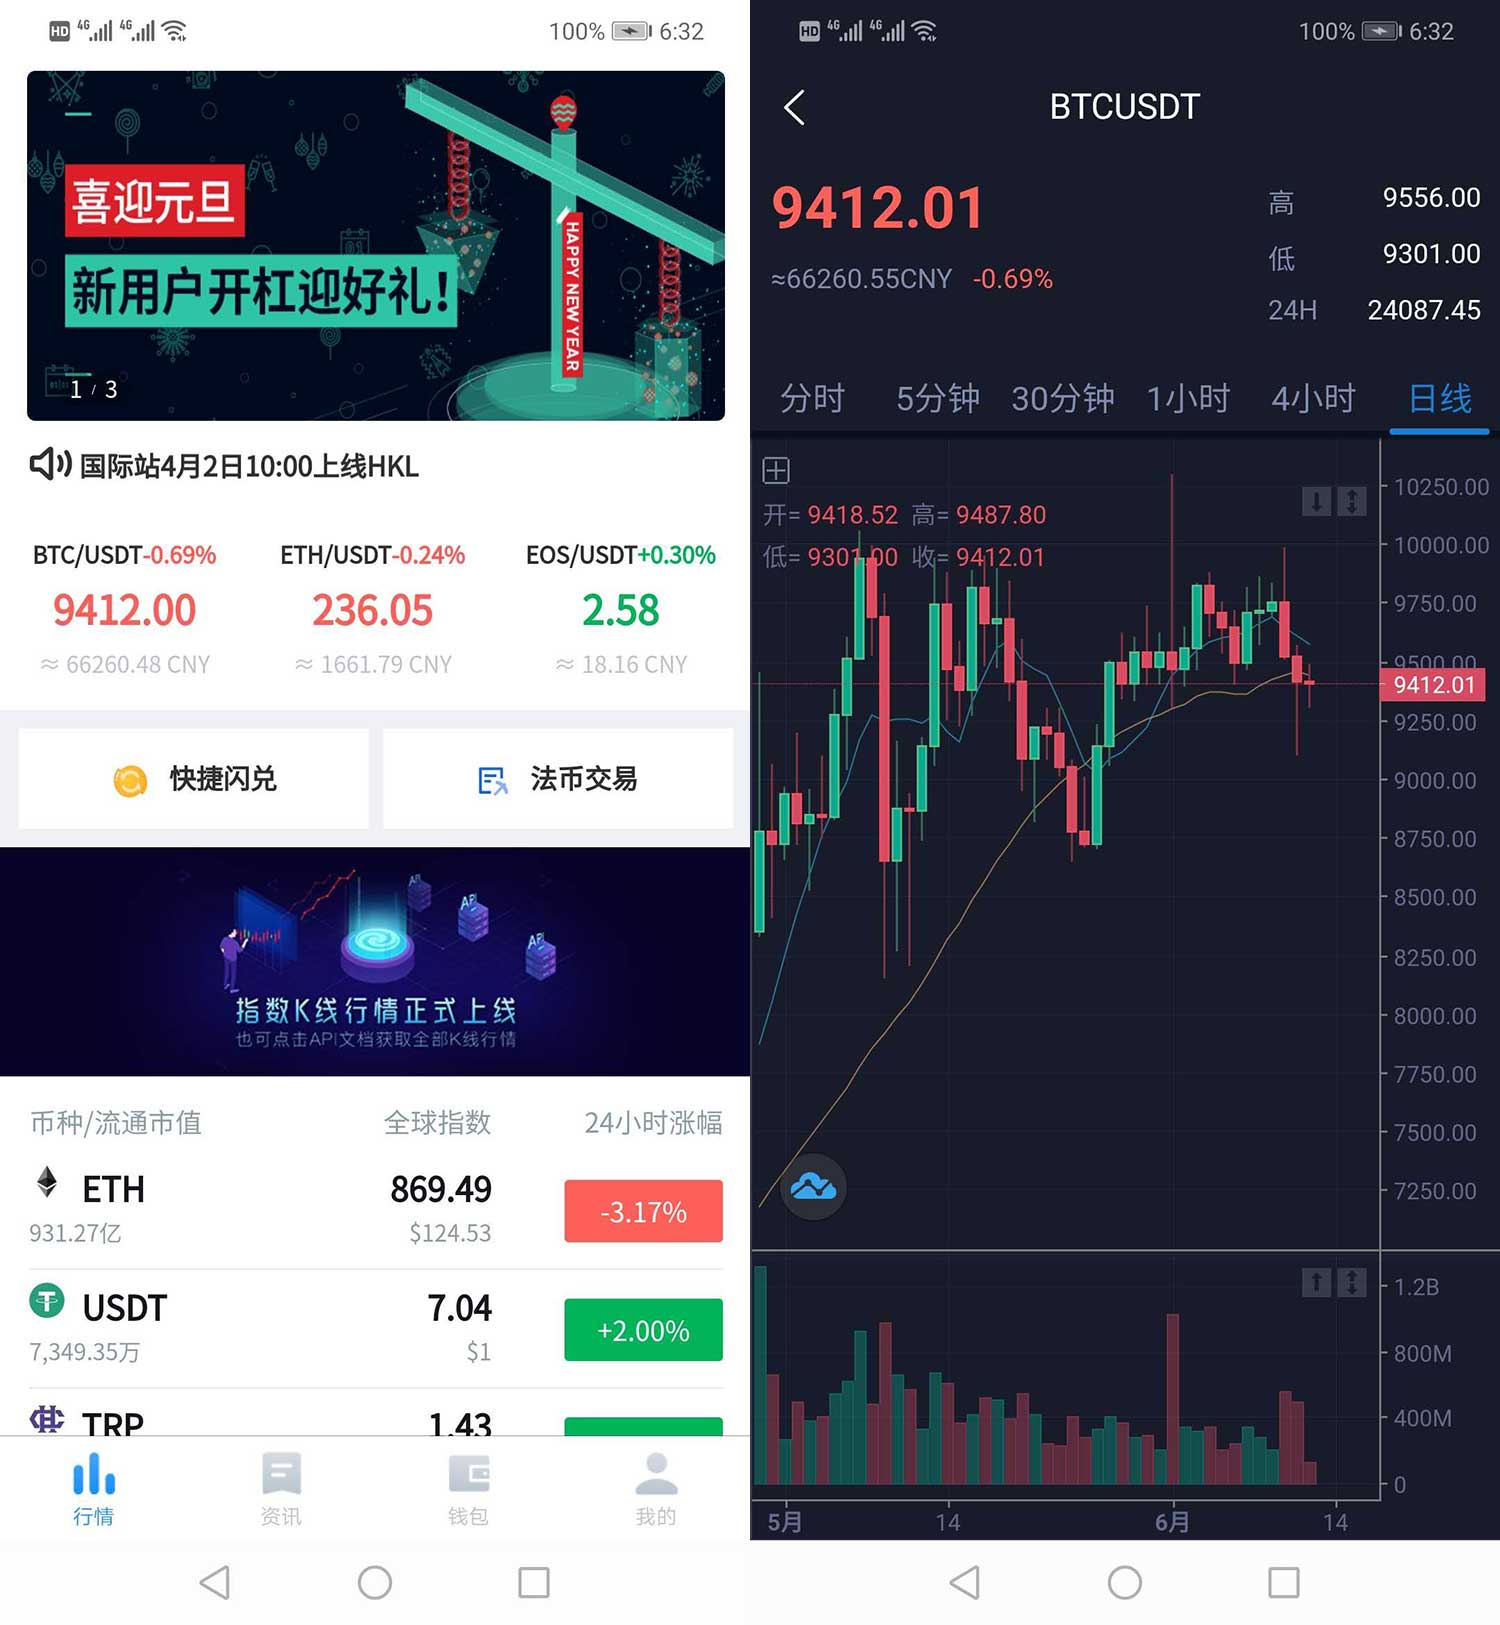 HD 4G 4G 100% 6:32
喜迎元旦
新用户开杠迎好礼!
HAPPY NEW YEAR
1 / 3
国际站4月2日10:00上线HKL
BTC/USDT-0.69% ETH/USDT-0.24% EOS/USDT+0.30%
9412.00 236.05 2.58
≈ 66260.48 CNY ≈ 1661.79 CNY ≈ 18.16 CNY
快捷闪兑 法币交易
API
API
API
指数K线行情正式上线
也可点击API文档获取全部K线行情
币种/流通市值 全球指数 24小时涨幅
ETH 869.49 -3.17%
931.27亿 $124.53
USDT 7.04 +2.00%
7,349.35万 $1
TRP 1.43
行情 资讯 钱包 我的
HD 4G 4G 100% 6:32
BTCUSDT
9412.01
≈66260.55CNY -0.69%
高 9556.00
低 9301.00
24H 24087.45
分时 5分钟 30分钟 1小时 4小时 日线
开= 9418.52 高= 9487.80
低= 9301.00 收= 9412.01
10250.00
10000.00
9750.00
9500.00
9412.01
9250.00
9000.00
8750.00
8500.00
8250.00
8000.00
7750.00
7500.00
7250.00
1.2B
800M
400M
0
5月 14 6月 14